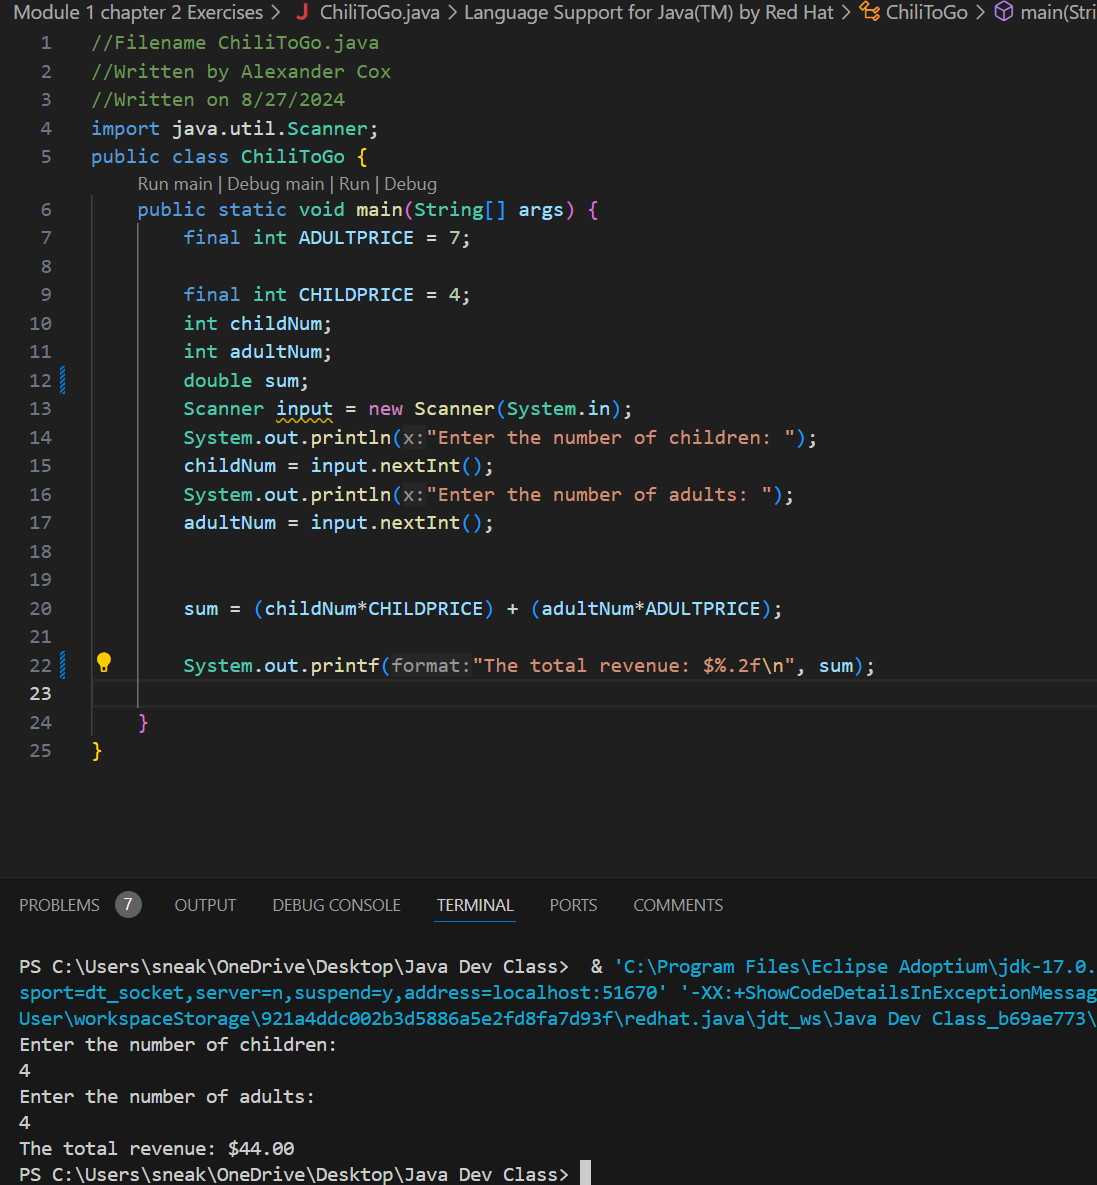 Module 1 chapter 2 Exercises > J ChiliToGo.java > Language Support for Java(TM) by Red Hat > ChiliToGo > main(Stri
1 //Filename ChiliToGo.java
2 //Written by Alexander Cox
3 //Written on 8/27/2024
4 import java.util.Scanner;
5 public class ChiliToGo {
Run main | Debug main | Run | Debug
6 public static void main(String[] args) {
7 final int ADULTPRICE = 7;
8
9 final int CHILDPRICE = 4;
10 int childNum;
11 int adultNum;
12 double sum;
13 Scanner input = new Scanner(System.in);
14 System.out.println(x:"Enter the number of children: ");
15 childNum = input.nextInt();
16 System.out.println(x:"Enter the number of adults: ");
17 adultNum = input.nextInt();
18
19
20 sum = (childNum*CHILDPRICE) + (adultNum*ADULTPRICE);
21
22 System.out.printf(format:"The total revenue: $%.2f\n", sum);
23
24 }
25 }
PROBLEMS 7 OUTPUT DEBUG CONSOLE TERMINAL PORTS COMMENTS
PS C:\Users\sneak\OneDrive\Desktop\Java Dev Class> & 'C:\Program Files\Eclipse Adoptium\jdk-17.0.
sport=dt_socket,server=n,suspend=y,address=localhost:51670' '-XX:+ShowCodeDetailsInExceptionMessag
User\workspaceStorage\921a4ddc002b3d5886a5e2fd8fa7d93f\redhat.java\jdt_ws\Java Dev Class_b69ae773\
Enter the number of children:
4
Enter the number of adults:
4
The total revenue: $44.00
PS C:\Users\sneak\OneDrive\Desktop\Java Dev Class>